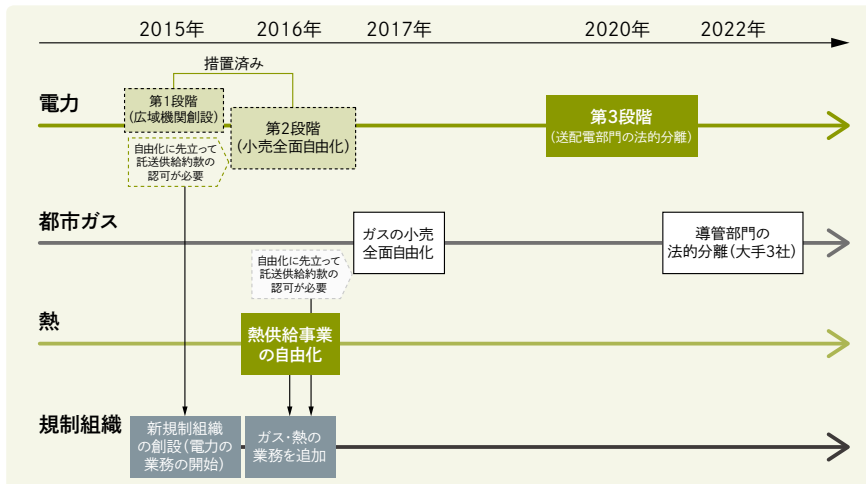 2015年
2016年
2017年
2020年
2022年
措置済み
電力
第1段階
(広域機関創設)
第2段階
(小売全面自由化)
第3段階
(送配電部門の法的分離)
自由化に先立って
託送供給約款の
認可が必要
都市ガス
ガスの小売
全面自由化
導管部門の
法的分離(大手3社)
自由化に先立って
託送供給約款の
認可が必要
熱
熱供給事業
の自由化
規制組織
新規制組織
の創設(電力の
業務の開始)
ガス・熱の
業務を追加